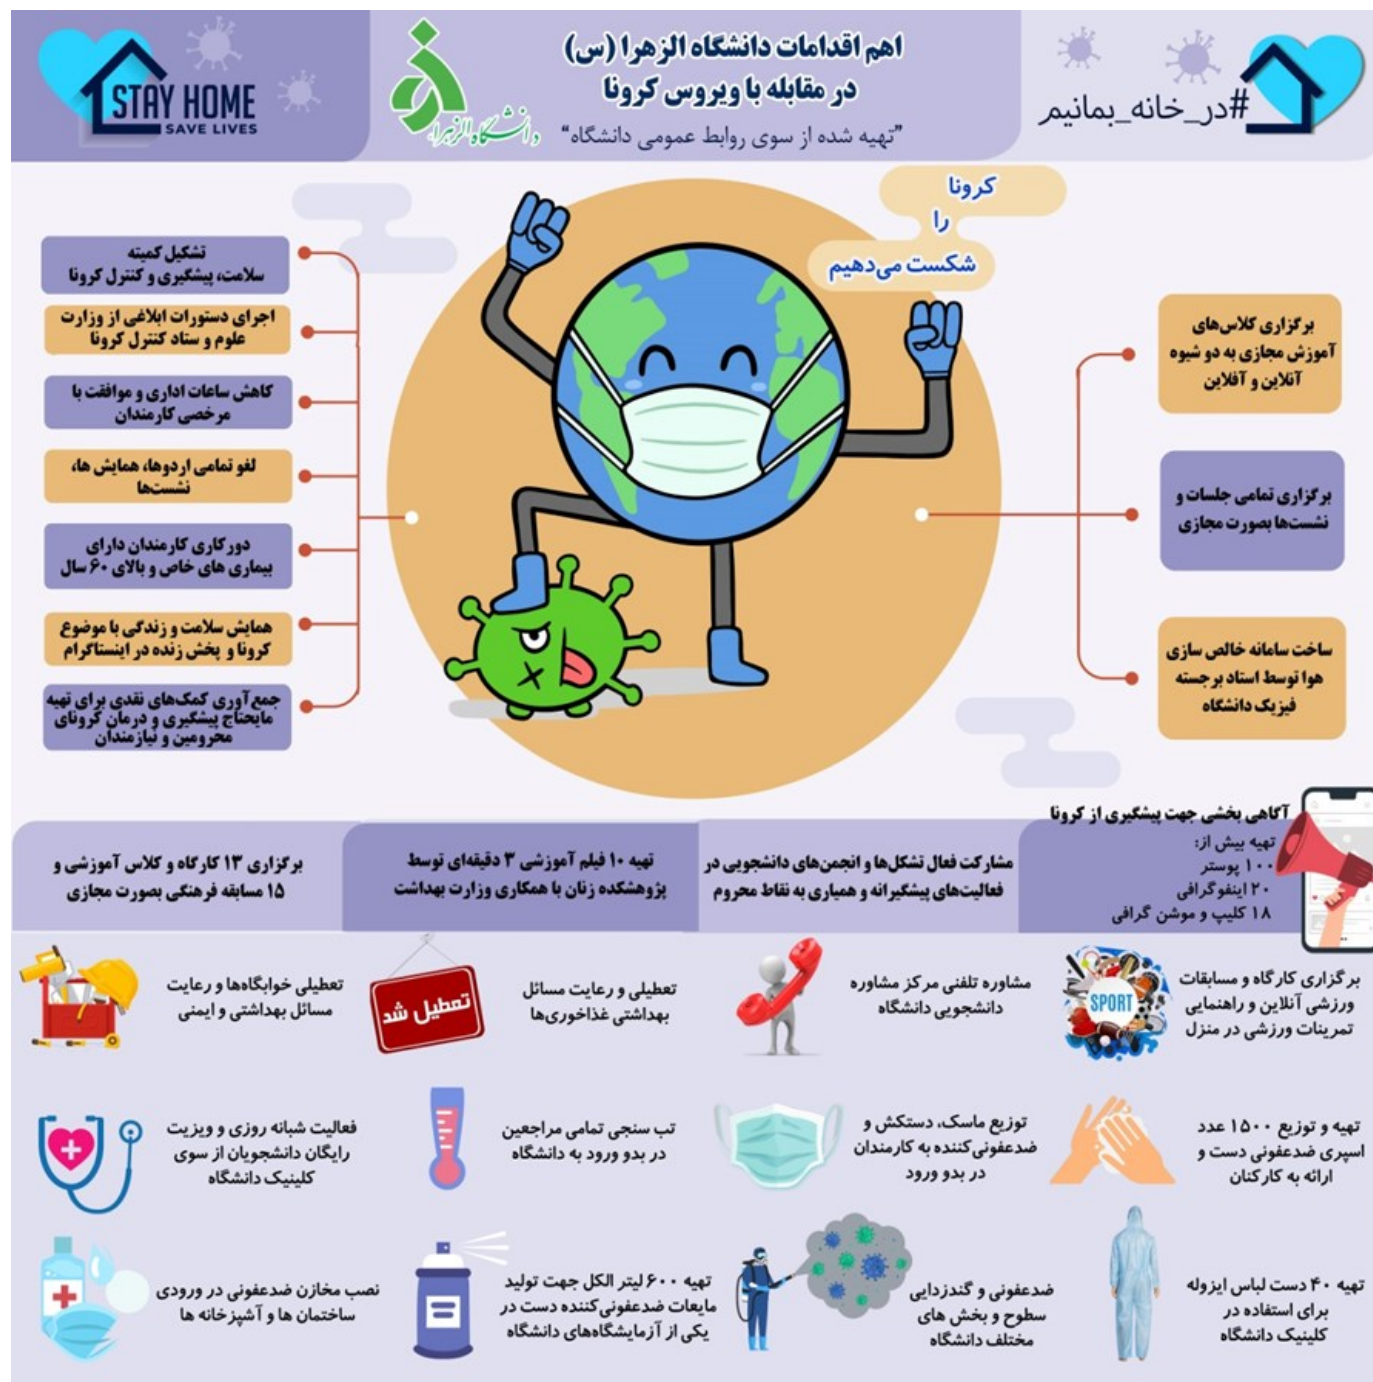 #در_خانه_بمانیم
اهم اقدامات دانشگاه الزهرا (س)
در مقابله با ویروس کرونا
”تهیه شده از سوی روابط عمومی دانشگاه“
دانشگاه الزهرا
STAY HOME
SAVE LIVES
کرونا
را
شکست می‌دهیم
برگزاری کلاس‌های
آموزش مجازی به دو شیوه
آنلاین و آفلاین
برگزاری تمامی جلسات و
نشست‌ها بصورت مجازی
ساخت سامانه خالص سازی
هوا توسط استاد برجسته
فیزیک دانشگاه
تشکیل کمیته
سلامت، پیشگیری و کنترل کرونا
اجرای دستورات ابلاغی از وزارت
علوم و ستاد کنترل کرونا
کاهش ساعات اداری و موافقت با
مرخصی کارمندان
لغو تمامی اردوها، همایش ها،
نشست‌ها
دورکاری کارمندان دارای
بیماری های خاص و بالای ۶۰ سال
همایش سلامت و زندگی با موضوع
کرونا و پخش زنده در اینستاگرام
جمع‌آوری کمک‌های نقدی برای تهیه
مایحتاج پیشگیری و درمان کرونای
محرومین و نیازمندان
آگاهی بخشی جهت پیشگیری از کرونا
تهیه بیش از:
۱۰۰ پوستر
۲۰ اینفوگرافی
۱۸ کلیپ و موشن گرافی
مشارکت فعال تشکل‌ها و انجمن‌های دانشجویی در
فعالیت‌های پیشگیرانه و همیاری به نقاط محروم
تهیه ۱۰ فیلم آموزشی ۳ دقیقه‌ای توسط
پژوهشکده زنان با همکاری وزارت بهداشت
برگزاری ۱۳ کارگاه و کلاس آموزشی و
۱۵ مسابقه فرهنگی بصورت مجازی
برگزاری کارگاه و مسابقات
ورزشی آنلاین و راهنمایی
تمرینات ورزشی در منزل
SPORT
مشاوره تلفنی مرکز مشاوره
دانشجویی دانشگاه
تعطیلی و رعایت مسائل
بهداشتی غذاخوری‌ها
تعطیل شد
تعطیلی خوابگاه‌ها و رعایت
مسائل بهداشتی و ایمنی
تهیه و توزیع ۱۵۰۰ عدد
اسپری ضدعفونی دست و
ارائه به کارکنان
توزیع ماسک، دستکش و
ضدعفونی‌کننده به کارمندان
در بدو ورود
تب سنجی تمامی مراجعین
در بدو ورود به دانشگاه
فعالیت شبانه روزی و ویزیت
رایگان دانشجویان از سوی
کلینیک دانشگاه
تهیه ۴۰ دست لباس ایزوله
برای استفاده در
کلینیک دانشگاه
ضدعفونی و گندزدایی
سطوح و بخش های
مختلف دانشگاه
تهیه ۶۰۰ لیتر الکل جهت تولید
مایعات ضدعفونی‌کننده دست در
یکی از آزمایشگاه‌های دانشگاه
نصب مخازن ضدعفونی در ورودی
ساختمان ها و آشپزخانه ها